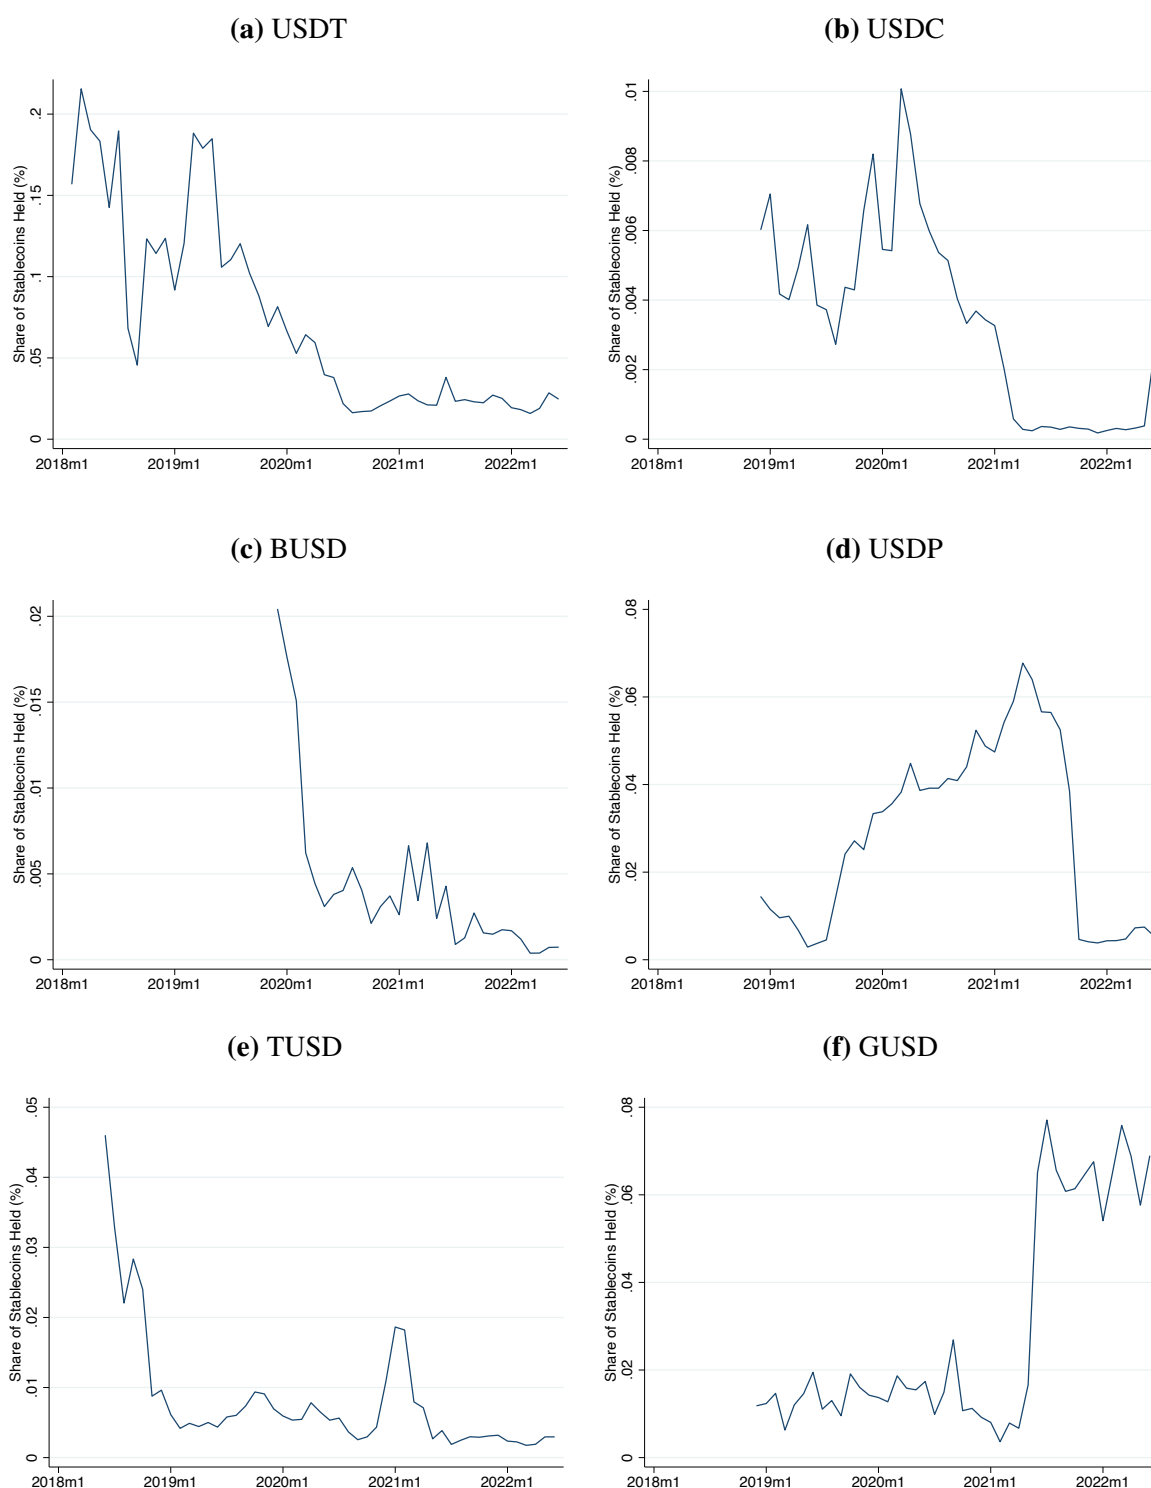 (a) USDT
Share of Stablecoins Held (%)
.2
.15
.1
.05
0
2018m1 2019m1 2020m1 2021m1 2022m1
(b) USDC
Share of Stablecoins Held (%)
.01
.008
.006
.004
.002
0
2018m1 2019m1 2020m1 2021m1 2022m1
(c) BUSD
Share of Stablecoins Held (%)
.02
.015
.01
.005
0
2018m1 2019m1 2020m1 2021m1 2022m1
(d) USDP
Share of Stablecoins Held (%)
.08
.06
.04
.02
0
2018m1 2019m1 2020m1 2021m1 2022m1
(e) TUSD
Share of Stablecoins Held (%)
.05
.04
.03
.02
.01
0
2018m1 2019m1 2020m1 2021m1 2022m1
(f) GUSD
Share of Stablecoins Held (%)
.08
.06
.04
.02
0
2018m1 2019m1 2020m1 2021m1 2022m1